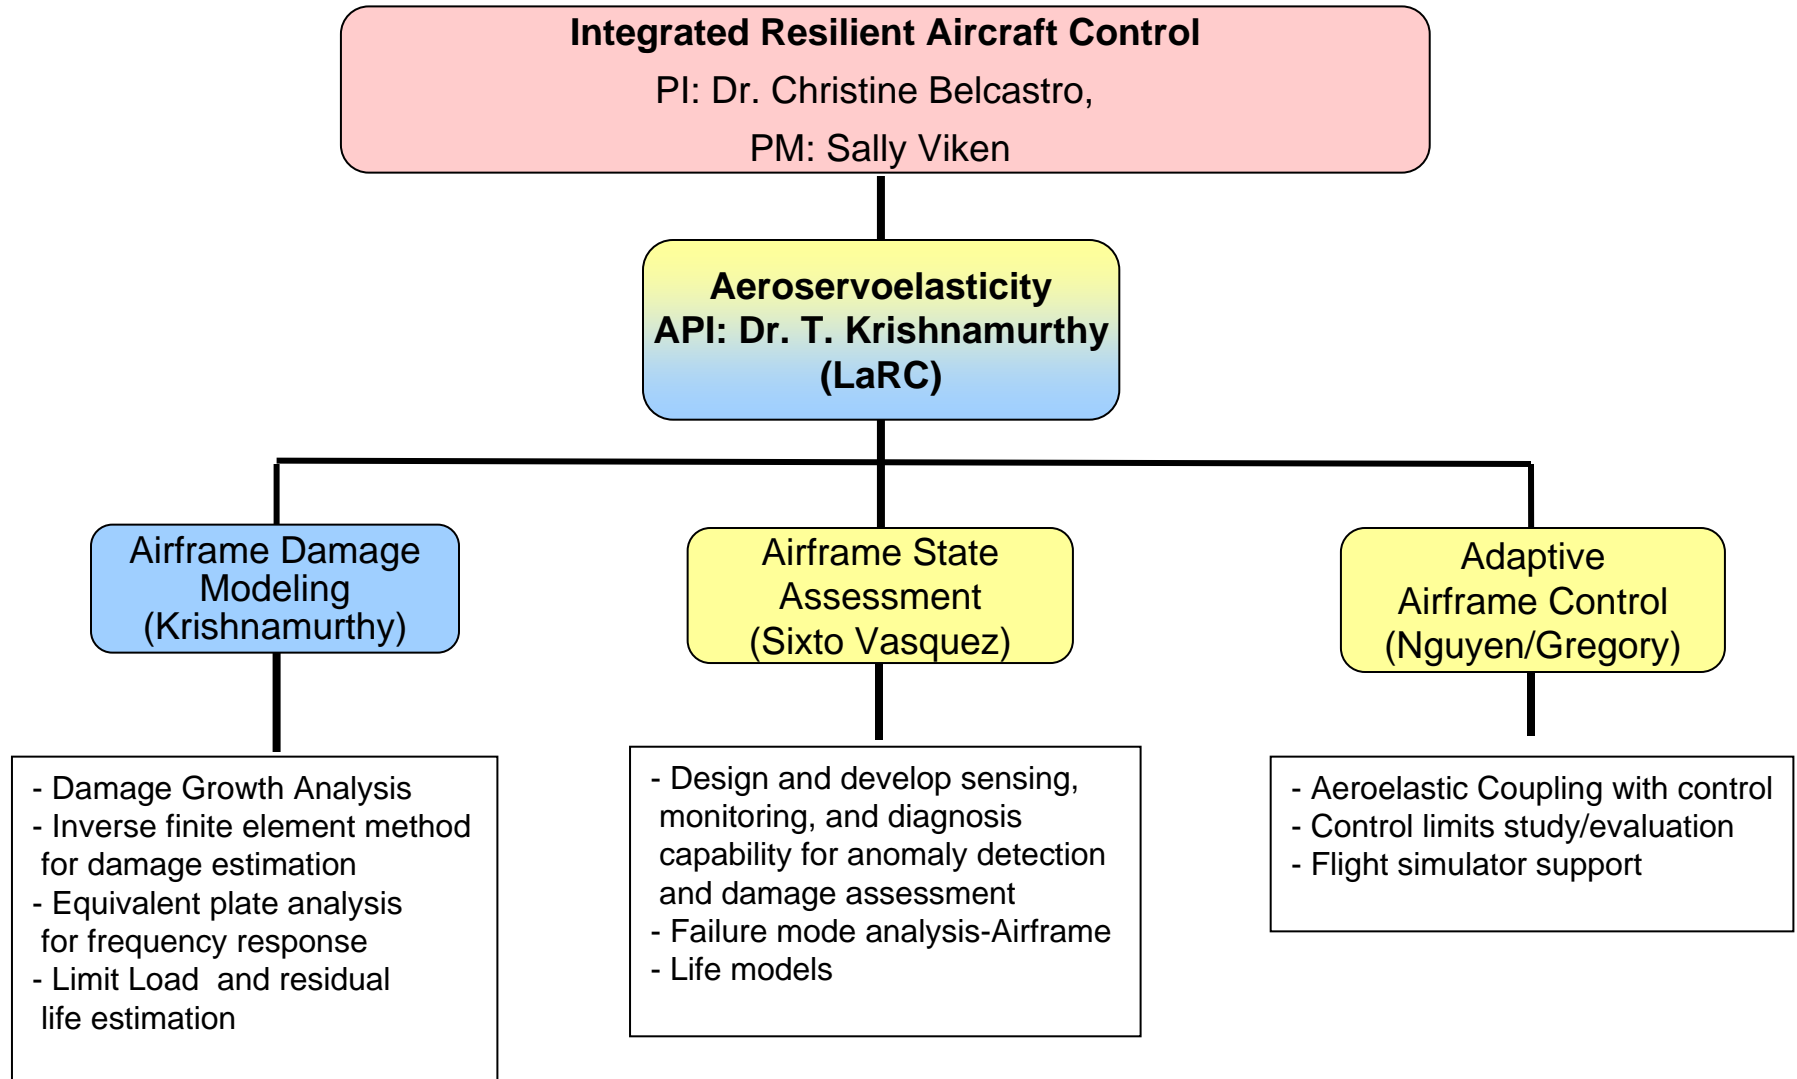 Integrated Resilient Aircraft Control
PI: Dr. Christine Belcastro,
PM: Sally Viken
Aeroservoelasticity
API: Dr. T. Krishnamurthy
(LaRC)
Airframe Damage
Modeling
(Krishnamurthy)
Airframe State
Assessment
(Sixto Vasquez)
Adaptive
Airframe Control
(Nguyen/Gregory)
- Damage Growth Analysis
- Inverse finite element method
for damage estimation
- Equivalent plate analysis
for frequency response
- Limit Load and residual
life estimation
- Design and develop sensing,
monitoring, and diagnosis
capability for anomaly detection
and damage assessment
- Failure mode analysis-Airframe
- Life models
- Aeroelastic Coupling with control
- Control limits study/evaluation
- Flight simulator support